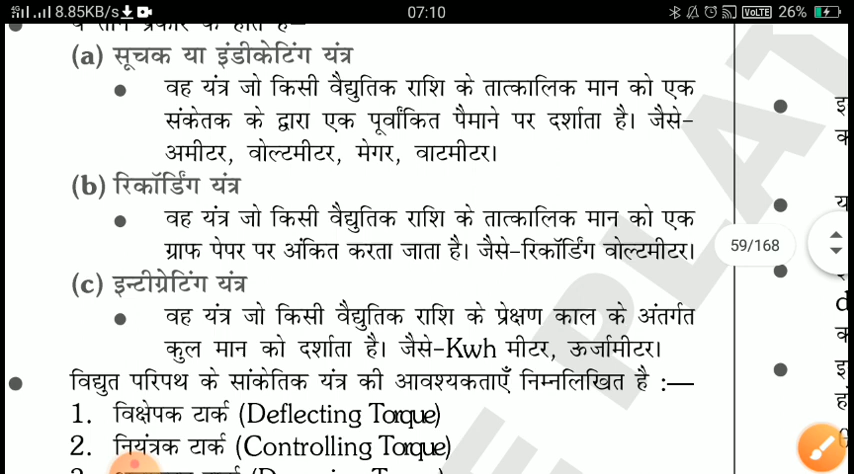 8.85KB/s 07:10 VoLTE 26%
(a) सूचक या इंडीकेटिंग यंत्र
वह यंत्र जो किसी वैद्युतिक राशि के तात्कालिक मान को एक
संकेतक के द्वारा एक पूर्वांकित पैमाने पर दर्शाता है। जैसे-
अमीटर, वोल्टमीटर, मेगर, वाटमीटर।
(b) रिकॉर्डिंग यंत्र
वह यंत्र जो किसी वैद्युतिक राशि के तात्कालिक मान को एक
ग्राफ पेपर पर अंकित करता जाता है। जैसे-रिकॉर्डिंग वोल्टमीटर।
59/168
(c) इन्टीग्रेटिंग यंत्र
वह यंत्र जो किसी वैद्युतिक राशि के प्रेक्षण काल के अंतर्गत
कुल मान को दर्शाता है। जैसे-Kwh मीटर, ऊर्जामीटर।
विद्युत परिपथ के सांकेतिक यंत्र की आवश्यकताएँ निम्नलिखित है :—
1. विक्षेपक टार्क (Deflecting Torque)
2. नियंत्रक टार्क (Controlling Torque)